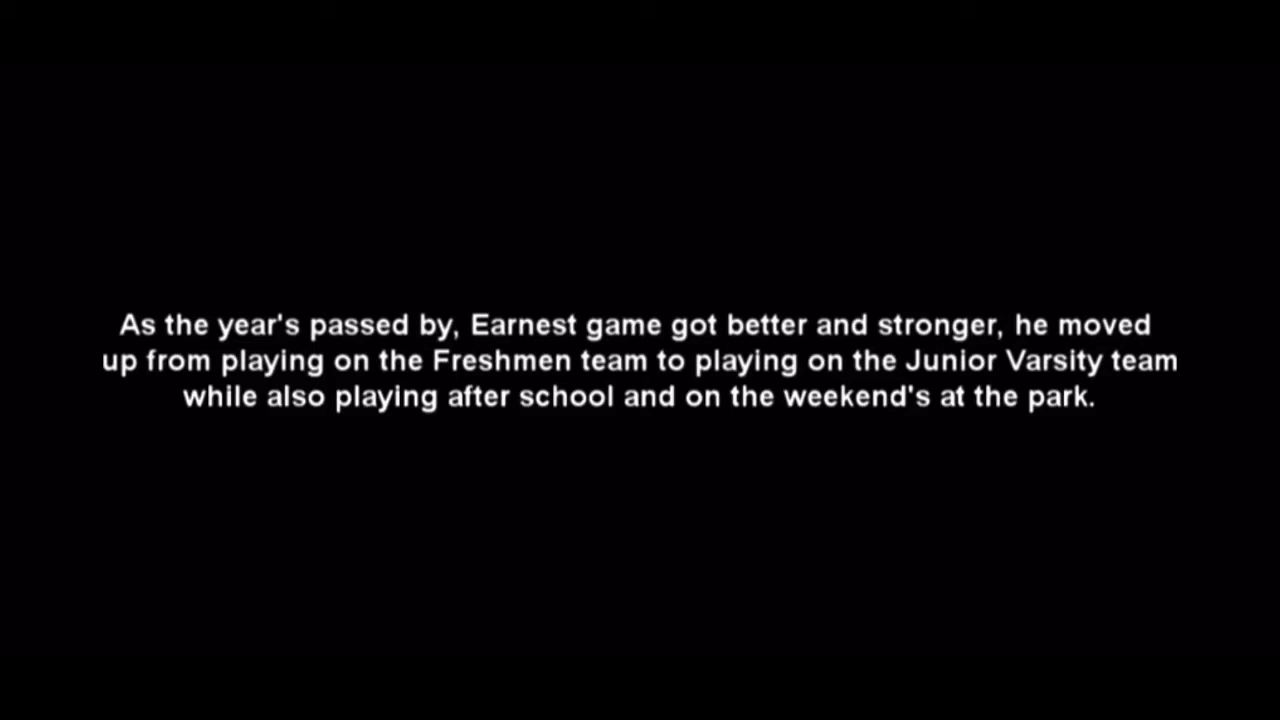 As the year's passed by, Earnest game got better and stronger, he moved
up from playing on the Freshmen team to playing on the Junior Varsity team
while also playing after school and on the weekend's at the park.